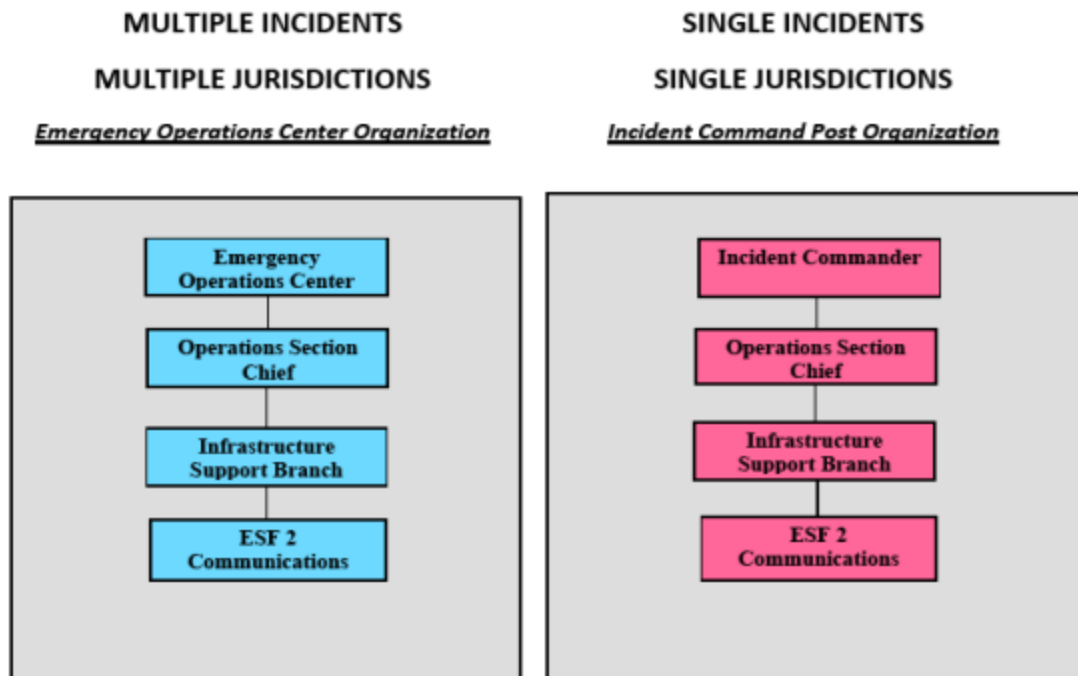 MULTIPLE INCIDENTS
MULTIPLE JURISDICTIONS
Emergency Operations Center Organization
Emergency
Operations Center
Operations Section
Chief
Infrastructure
Support Branch
ESF 2
Communications
SINGLE INCIDENTS
SINGLE JURISDICTIONS
Incident Command Post Organization
Incident Commander
Operations Section
Chief
Infrastructure
Support Branch
ESF 2
Communications